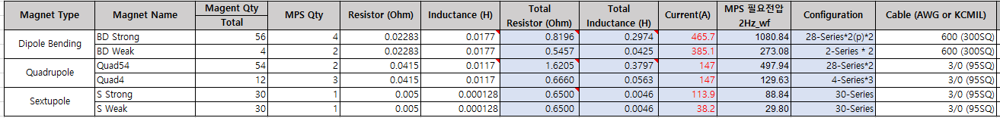 Magnet Type Magnet Name Magent Qty MPS Qty Resistor (Ohm) Inductance (H) Total Resistor (Ohm) Total Inductance (H) Current(A) MPS 필요전압 2Hz_wf Configuration Cable (AWG or KCMIL)
Total
Dipole Bending BD Strong 56 4 0.02283 0.0177 0.8196 0.2974 465.7 1080.84 28-Series*2(p)*2 600 (300SQ)
BD Weak 4 2 0.02283 0.0177 0.5457 0.0425 385.1 273.08 2-Series * 2 600 (300SQ)
Quadrupole Quad54 54 2 0.0415 0.0117 1.6205 0.3797 147 497.94 28-Series*2 3/0 (95SQ)
Quad4 12 3 0.0415 0.0117 0.6660 0.0563 147 129.63 4-Series*3 3/0 (95SQ)
Sextupole S Strong 30 1 0.005 0.000128 0.6500 0.0046 113.9 88.84 30-Series 3/0 (95SQ)
S Weak 30 1 0.005 0.000128 0.6500 0.0046 38.2 29.80 30-Series 3/0 (95SQ)